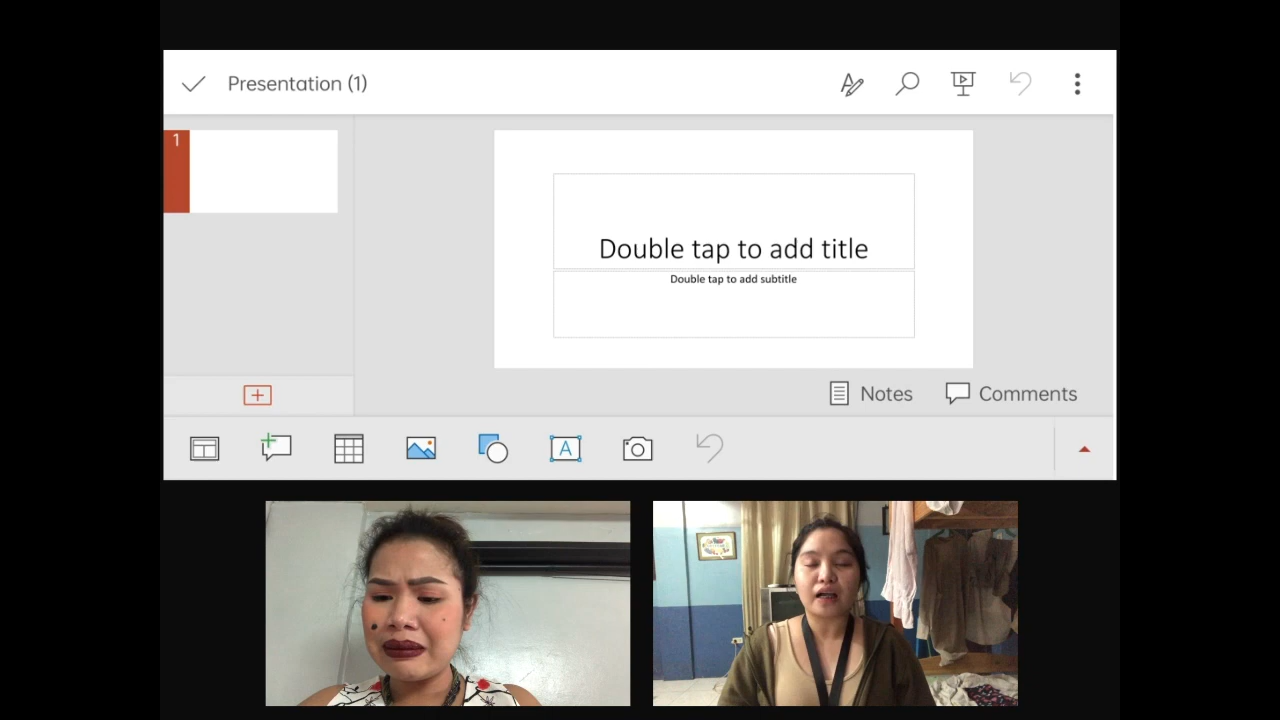 Presentation (1)
1
Double tap to add title
Double tap to add subtitle
Notes
Comments
A